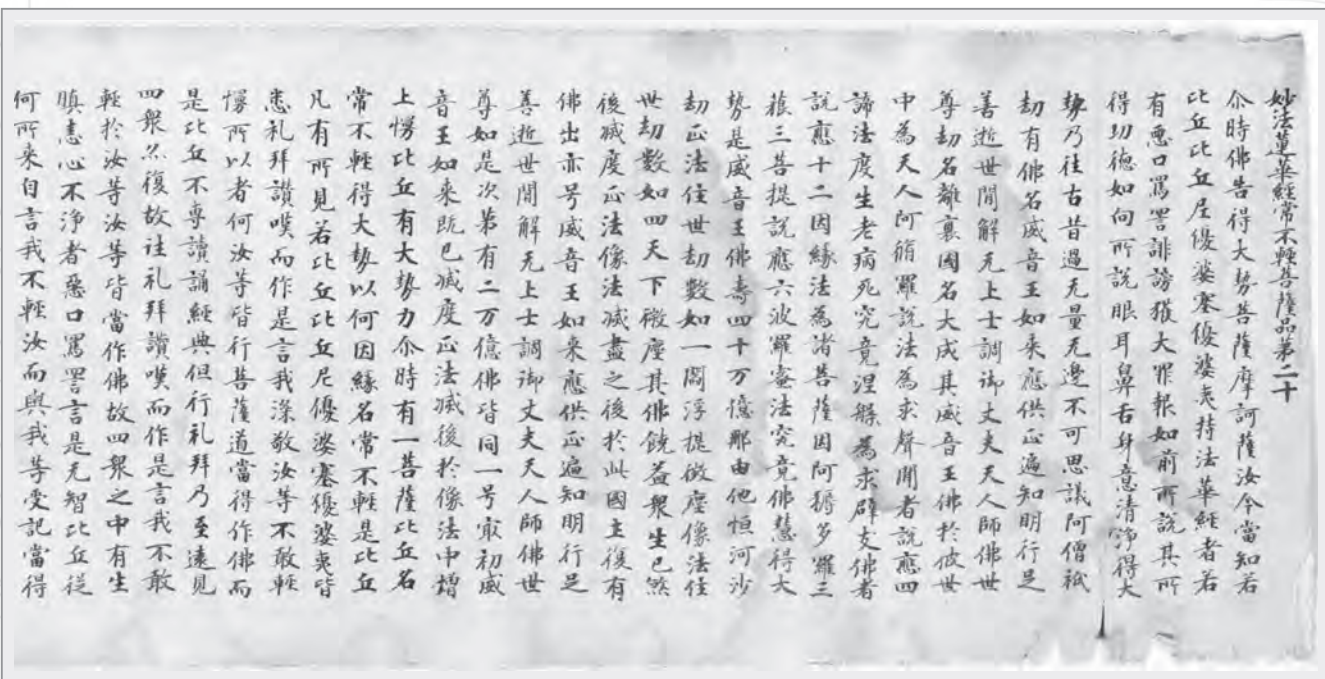 妙法蓮華經常不輕菩薩品第二十
尒時佛告得大勢菩薩摩訶薩汝今當知若
比丘比丘尼優婆塞優婆夷持法華經者若
有惡口罵詈誹謗獲大罪報如前所說其所
得功德如向所說眼耳鼻舌身意清淨得大
勢乃往古昔過无量无邊不可思議阿僧祇
劫有佛名威音王如来應供正遍知明行足
善逝世間解无上士調御丈夫天人師佛世
尊劫名離衰國名大成其威音王佛於彼世
中為天人阿脩羅說法為求聲聞者說應四
諦法度生老病死究竟涅槃為求辟支佛者
說應十二因緣法為諸菩薩因阿耨多羅三
藐三菩提說應六波羅蜜法究竟佛慧得大
勢是威音王佛壽四十万億那由他恒河沙
劫正法住世劫數如一閻浮提微塵像法住
世劫數如四天下微塵其佛饒益衆生已然
後滅度正法像法滅盡之後於此國土復有
佛出亦号威音王如来應供正遍知明行足
善逝世間解无上士調御丈夫天人師佛世
尊如是次第有二万億佛皆同一号㝡初威
音王如来既已滅度正法滅後於像法中增
上慢比丘有大勢力尒時有一菩薩比丘名
常不輕得大勢以何因緣名常不輕是比丘
凡有所見若比丘比丘尼優婆塞優婆夷皆
悉礼拜讚嘆而作是言我深敬汝等不敢輕
慢所以者何汝等皆行菩薩道當得作佛而
是比丘不專讀誦經典但行礼拜乃至遠見
四衆亦復故往礼拜讚嘆而作是言我不敢
輕於汝等汝等皆當作佛故四衆之中有生
瞋恚心不淨者惡口罵詈言是无智比丘從
何所来自言我不輕汝而與我等受記當得